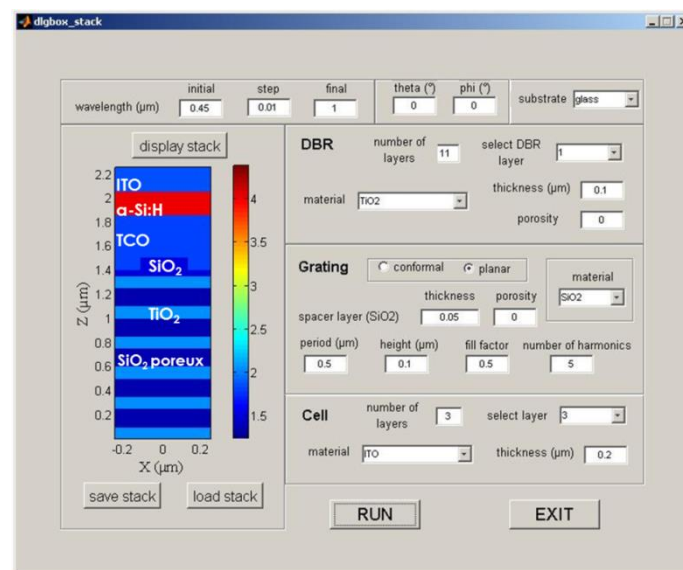 dlgbox_stack
initial step final
wavelength (μm) 0.45 0.01 1
theta (°) phi (°)
0 0
substrate glass
display stack
ITO
α-Si:H
TCO
SiO2
TiO2
SiO2 poreux
2.2
2
1.8
1.6
1.4
1.2
1
0.8
0.6
0.4
0.2
Z (μm)
-0.2 0 0.2
X (μm)
4
3.5
3
2.5
2
1.5
save stack load stack
DBR
number of layers 11
select DBR layer 1
material TiO2
thickness (μm) 0.1
porosity 0
Grating
conformal planar
material
SiO2
thickness porosity
spacer layer (SiO2) 0.05 0
period (μm) height (μm) fill factor number of harmonics
0.5 0.1 0.5 5
Cell
number of layers 3
select layer 3
material ITO
thickness (μm) 0.2
RUN EXIT